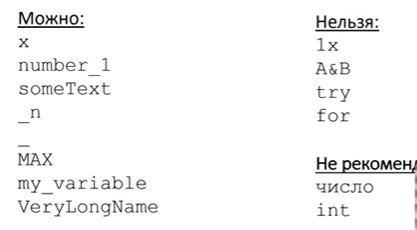 Можно:
x
number_1
someText
_n
_
MAX
my_variable
VeryLongName
Нельзя:
1x
A&B
try
for
Не рекоменд
число
int